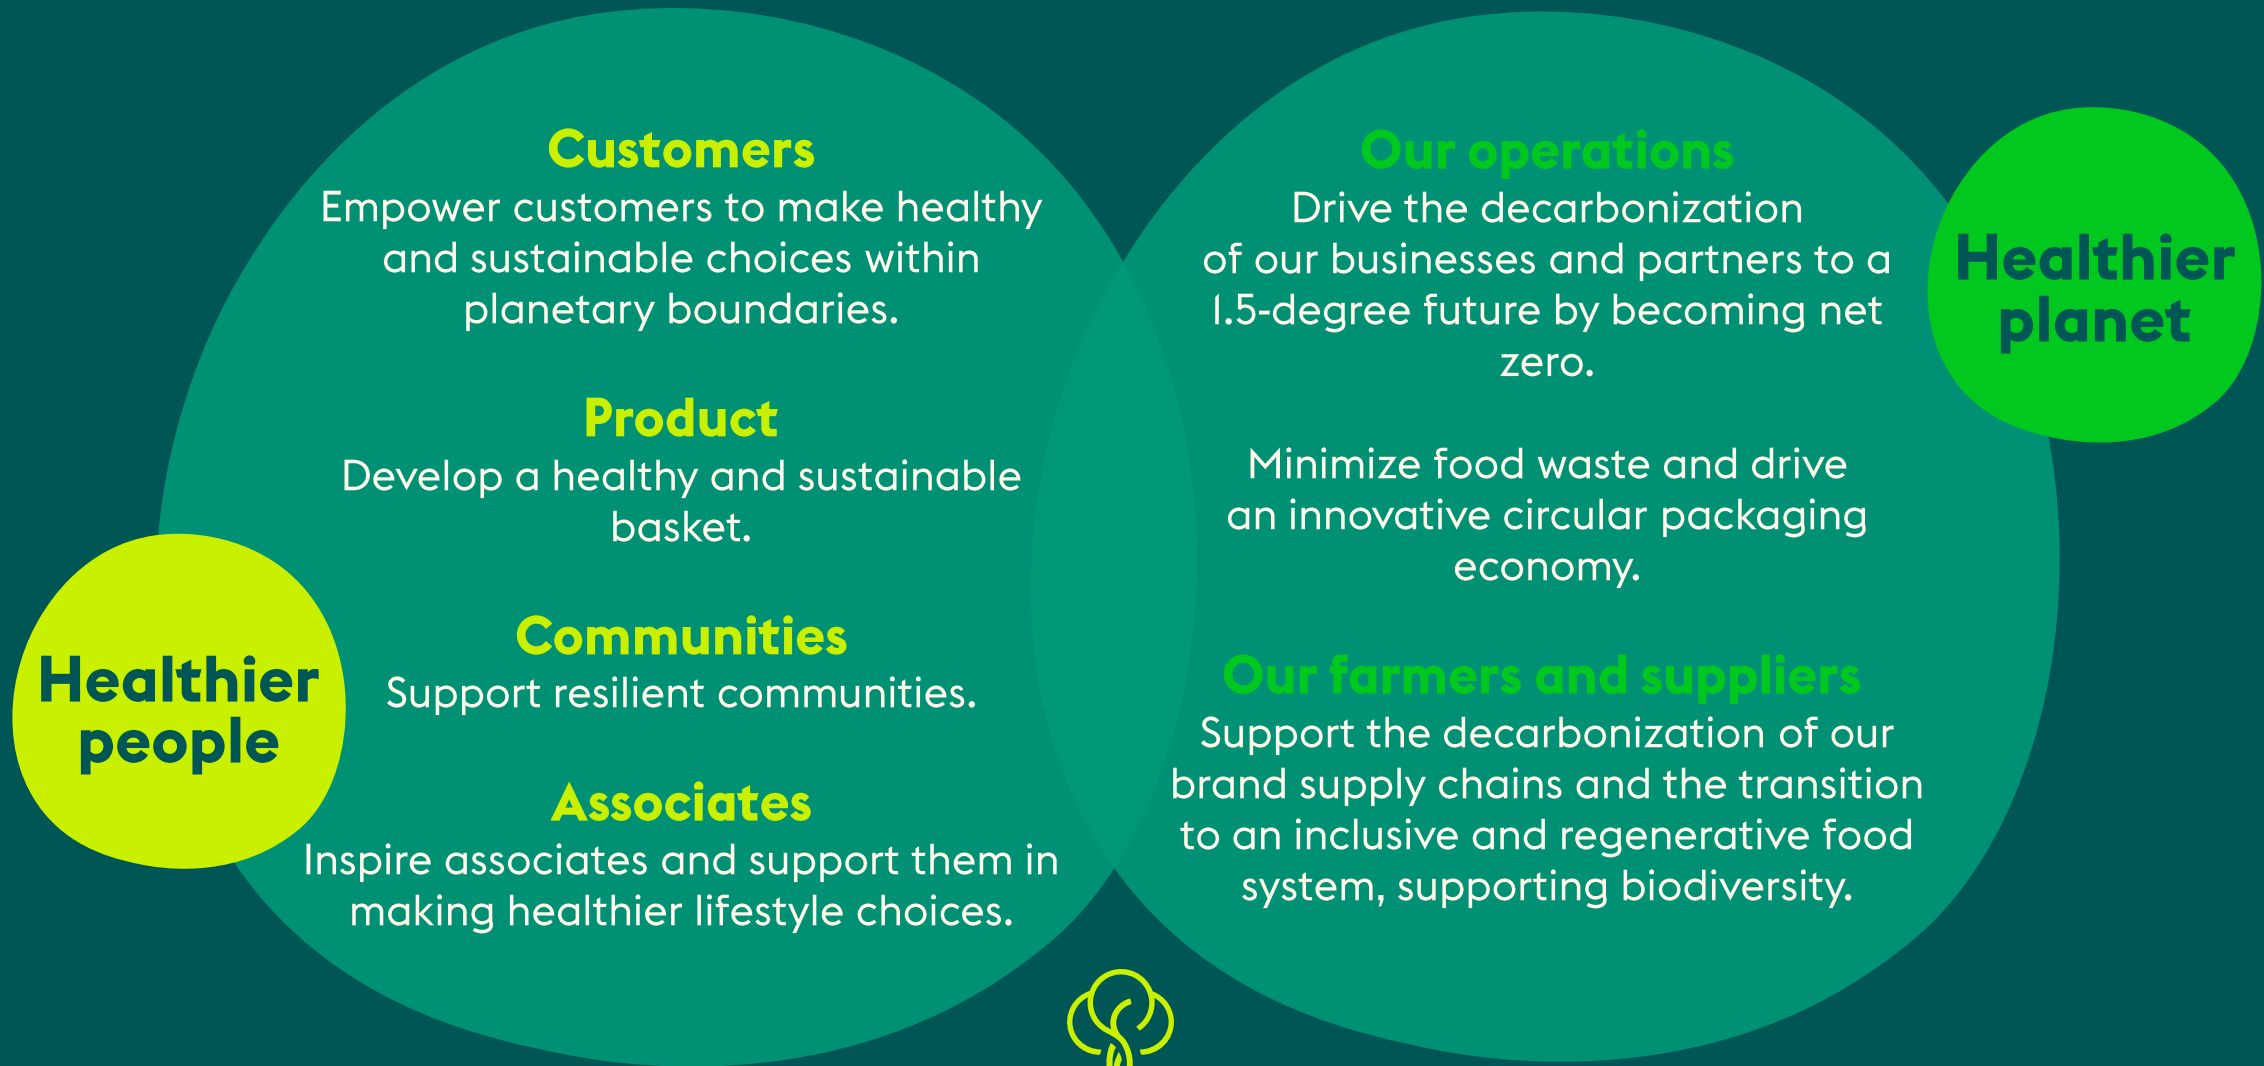 Customers
Empower customers to make healthy
and sustainable choices within
planetary boundaries.
Product
Develop a healthy and sustainable
basket.
Communities
Support resilient communities.
Associates
Inspire associates and support them in
making healthier lifestyle choices.
Healthier
people
Our operations
Drive the decarbonization
of our businesses and partners to a
1.5-degree future by becoming net
zero.
Minimize food waste and drive
an innovative circular packaging
economy.
Our farmers and suppliers
Support the decarbonization of our
brand supply chains and the transition
to an inclusive and regenerative food
system, supporting biodiversity.
Healthier
planet